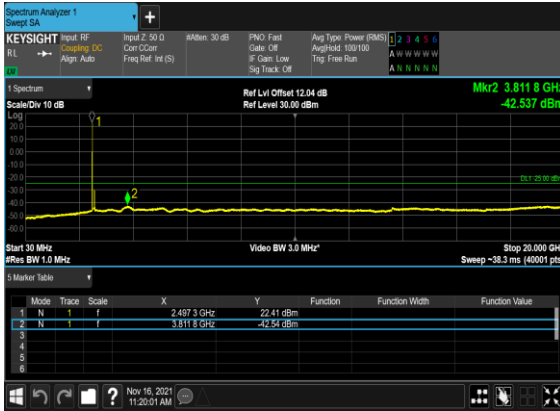 Spectrum Analyzer 1
Swept SA
+
KEYSIGHT Input: RF Input Z: 50 Ω #Atten: 30 dB PNO: Fast Avg Type: Power (RMS) 1 2 3 4 5 6
RL Coupling: DC Corr CCorr Gate: Off Avg|Hold: 100/100 A W W W W W
Align: Auto Freq Ref: Int (S) IF Gain: Low Trig: Free Run
Sig Track: Off A N N N N N
1 Spectrum
Ref Lvl Offset 12.04 dB Mkr2 3.811 8 GHz
Scale/Div 10 dB Ref Level 30.00 dBm -42.537 dBm
Log
20.0
10.0
0.00
-10.0
-20.0
-30.0
-40.0
-50.0
-60.0
1
2
Start 30 MHz Video BW 3.0 MHz* Stop 20.000 GH
#Res BW 1.0 MHz Sweep ~38.3 ms (40001 pts
5 Marker Table
Mode Trace Scale X Y Function Function Width Function Value
1 N 1 f 2.497 3 GHz 22.41 dBm
2 N 1 f 3.811 8 GHz -42.54 dBm
3
4
5
6
? Nov 16, 2021
11:20:01 AM